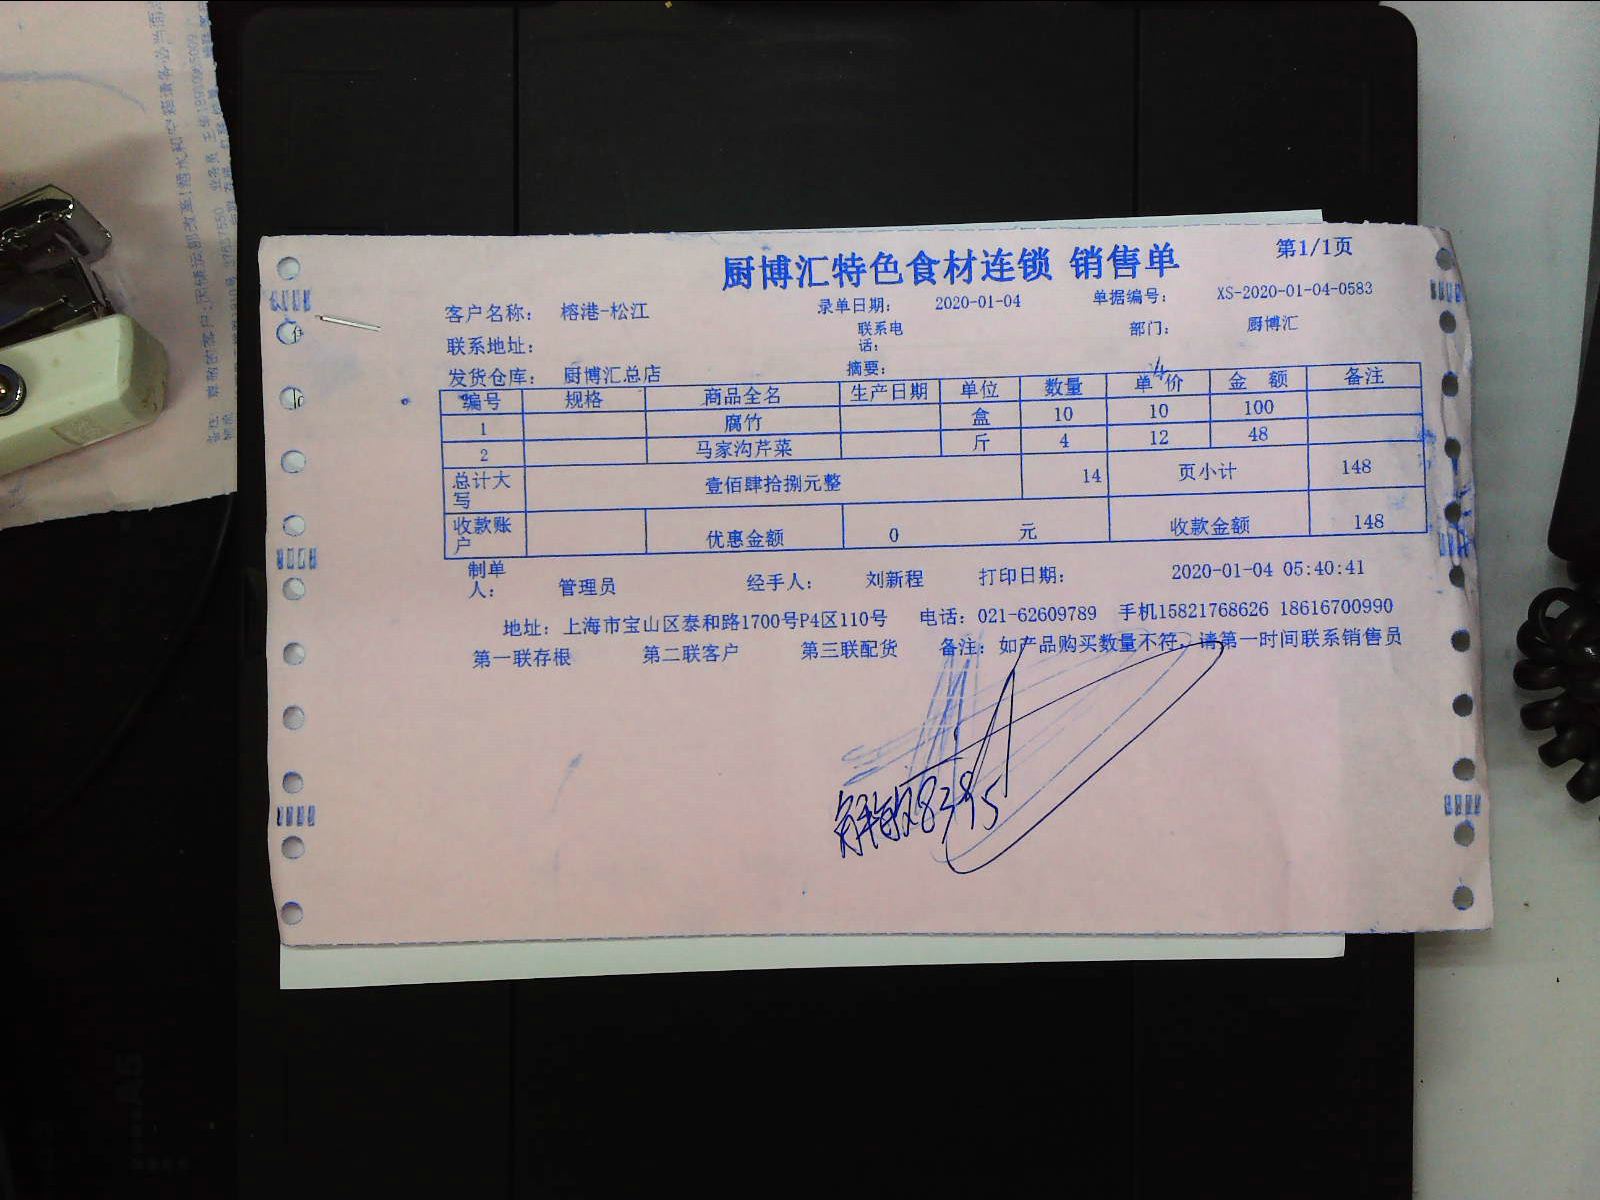 厨博汇特色食材连锁 销售单 第1/1页
客户名称： 榕港-松江 录单日期： 2020-01-04 单据编号： XS-2020-01-04-0583
联系地址： 联系电话： 部门： 厨博汇
发货仓库： 厨博汇总店 摘要：
编号 规格 商品全名 生产日期 单位 数量 单价 金额 备注
1 腐竹 盒 10 10 100
2 马家沟芹菜 斤 4 12 48
总计大写 壹佰肆拾捌元整 14 页小计 148
收款账户 优惠金额 0 元 收款金额 148
制单人： 管理员 经手人： 刘新程 打印日期： 2020-01-04 05:40:41
地址：上海市宝山区泰和路1700号P4区110号 电话：021-62609789 手机15821768626 18616700990
第一联存根 第二联客户 第三联配货 备注：如产品购买数量不符，请第一时间联系销售员